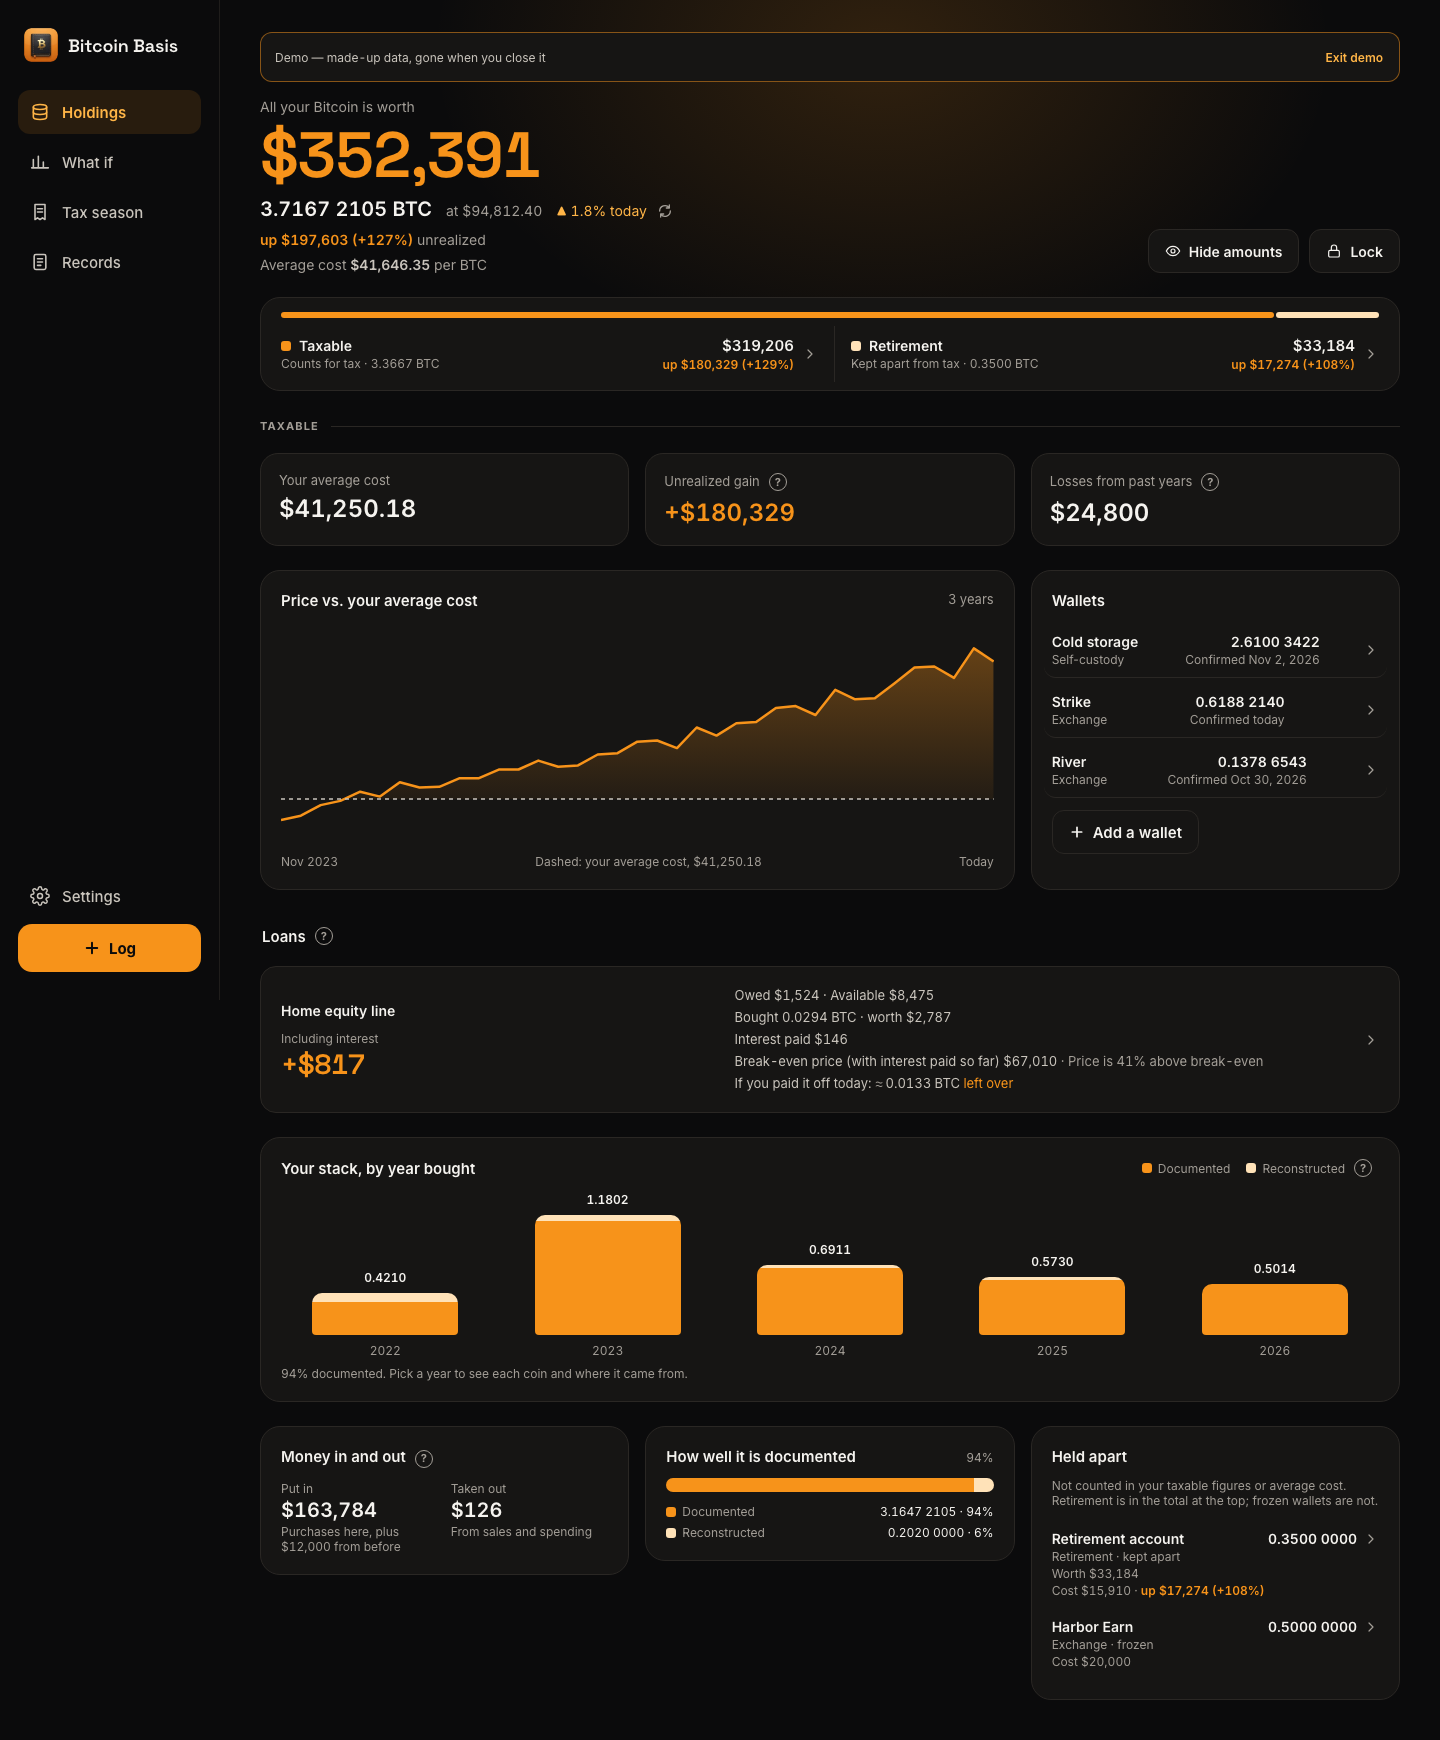 Bitcoin Basis
Holdings
What if
Tax season
Records
Settings
Log
Demo — made-up data, gone when you close it
Exit demo
All your Bitcoin is worth
$352,391
3.7167 2105 BTC at $94,812.40 ▲ 1.8% today
up $197,603 (+127%) unrealized
Average cost $41,646.35 per BTC
Hide amounts
Lock
Taxable $319,206
Counts for tax · 3.3667 BTC up $180,329 (+129%)
Retirement $33,184
Kept apart from tax · 0.3500 BTC up $17,274 (+108%)
TAXABLE
Your average cost
$41,250.18
Unrealized gain ?
+$180,329
Losses from past years ?
$24,800
Price vs. your average cost 3 years
Nov 2023 Dashed: your average cost, $41,250.18 Today
Wallets
Cold storage 2.6100 3422
Self-custody Confirmed Nov 2, 2026
Strike 0.6188 2140
Exchange Confirmed today
River 0.1378 6543
Exchange Confirmed Oct 30, 2026
Add a wallet
Loans ?
Home equity line
Including interest
+$817
Owed $1,524 · Available $8,475
Bought 0.0294 BTC · worth $2,787
Interest paid $146
Break-even price (with interest paid so far) $67,010 · Price is 41% above break-even
If you paid it off today: ≈ 0.0133 BTC left over
Your stack, by year bought
Documented Reconstructed ?
0.4210
1.1802
0.6911
0.5730
0.5014
2022 2023 2024 2025 2026
94% documented. Pick a year to see each coin and where it came from.
Money in and out ?
Put in
$163,784
Purchases here, plus
$12,000 from before
Taken out
$126
From sales and spending
How well it is documented 94%
Documented 3.1647 2105 · 94%
Reconstructed 0.2020 0000 · 6%
Held apart
Not counted in your taxable figures or average cost.
Retirement is in the total at the top; frozen wallets are not.
Retirement account 0.3500 0000
Retirement · kept apart
Worth $33,184
Cost $15,910 · up $17,274 (+108%)
Harbor Earn 0.5000 0000
Exchange · frozen
Cost $20,000